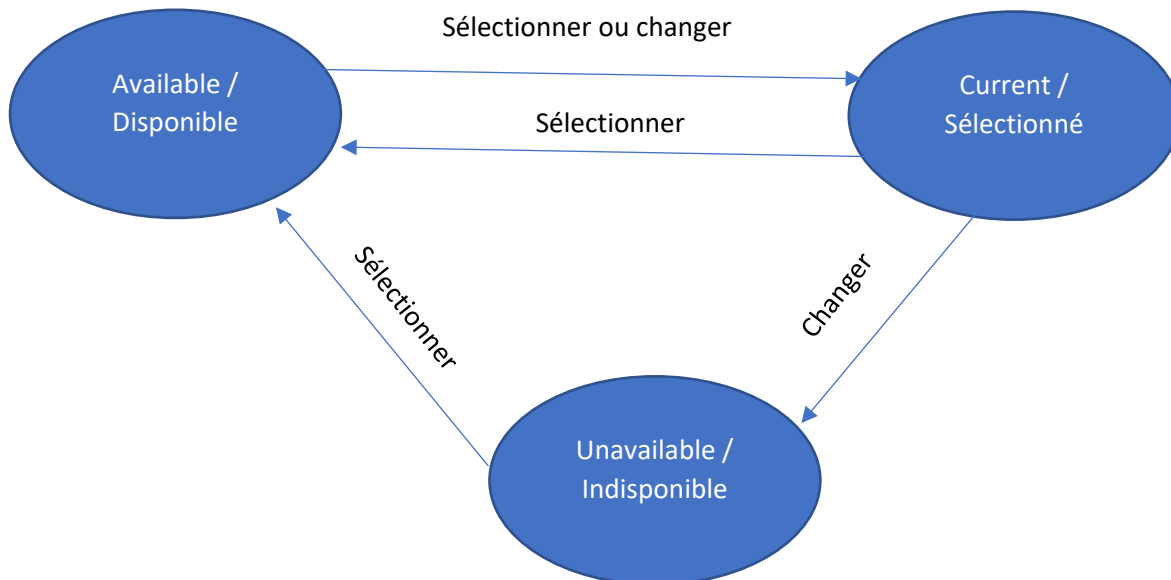 Sélectionner ou changer
Available /
Disponible
Current /
Sélectionné
Sélectionner
Sélectionner
Changer
Unavailable /
Indisponible